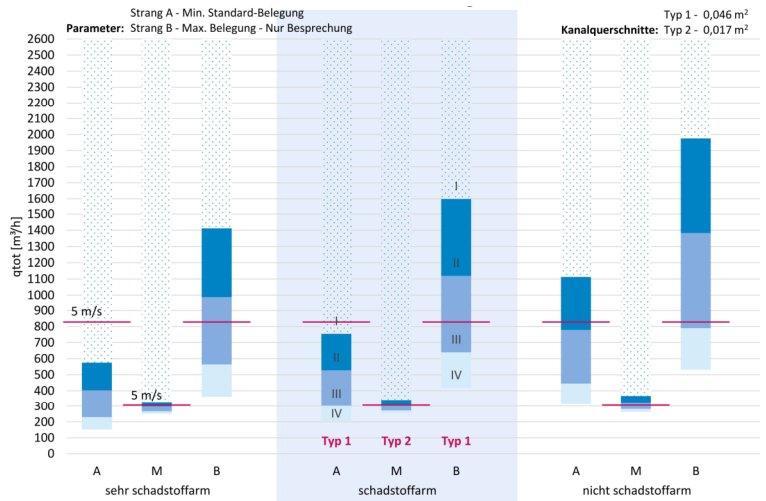 Strang A - Min. Standard-Belegung
Parameter: Strang B - Max. Belegung - Nur Besprechung
Typ 1 - 0,046 m²
Kanalquerschnitte: Typ 2 - 0,017 m²
qtot [m³/h]
2600
2500
2400
2300
2200
2100
2000
1900
1800
1700
1600
1500
1400
1300
1200
1100
1000
900
800
700
600
500
400
300
200
100
0
5 m/s
5 m/s
I
II
III
IV
I
II
III
IV
Typ 1 Typ 2 Typ 1
A M B A M B A M B
sehr schadstoffarm schadstoffarm nicht schadstoffarm